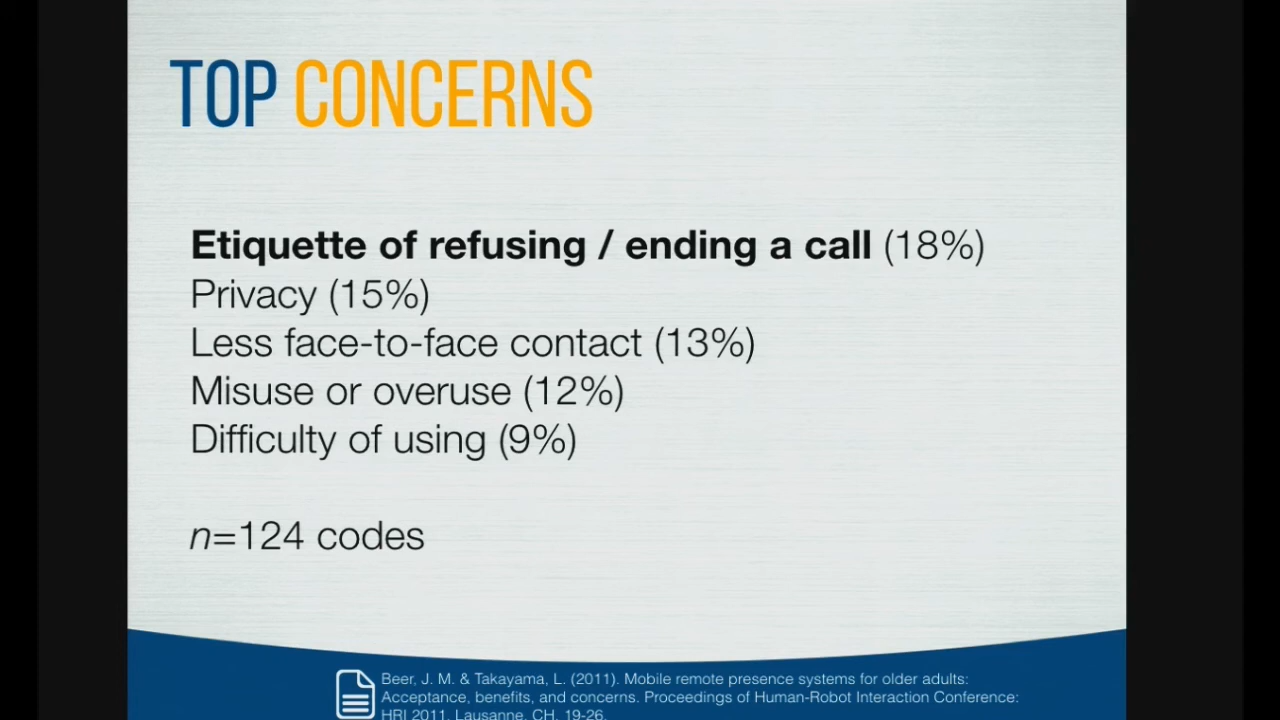 TOP CONCERNS
Etiquette of refusing / ending a call (18%)
Privacy (15%)
Less face-to-face contact (13%)
Misuse or overuse (12%)
Difficulty of using (9%)
n=124 codes
Beer, J. M. & Takayama, L. (2011). Mobile remote presence systems for older adults:
Acceptance, benefits, and concerns. Proceedings of Human-Robot Interaction Conference:
HRI 2011, Lausanne, CH, 19-26.